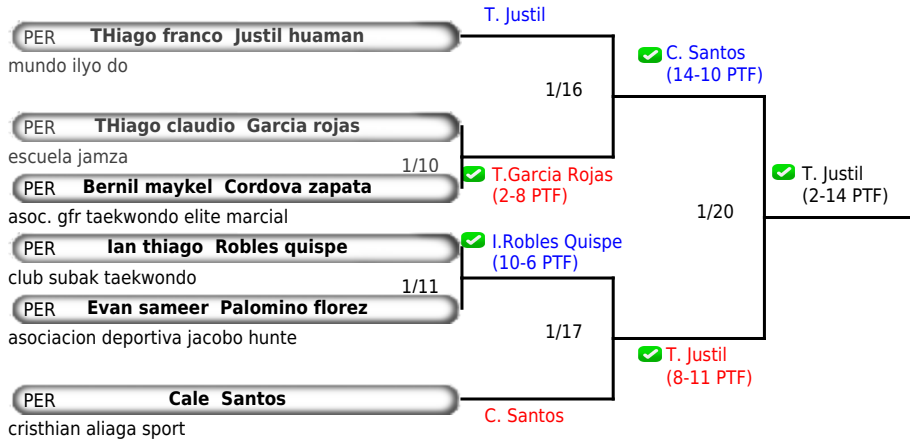 T. Justil
PER THiago franco Justil huaman
mundo ilyo do
C. Santos
(14-10 PTF)
1/16
PER THiago claudio Garcia rojas
escuela jamza
1/10
T.Garcia Rojas
(2-8 PTF)
PER Bernil maykel Cordova zapata
asoc. gfr taekwondo elite marcial
T. Justil
(2-14 PTF)
1/20
PER Ian thiago Robles quispe
club subak taekwondo
I.Robles Quispe
(10-6 PTF)
1/11
PER Evan sameer Palomino florez
asociacion deportiva jacobo hunte
1/17
T. Justil
(8-11 PTF)
PER Cale Santos
cristhian aliaga sport
C. Santos